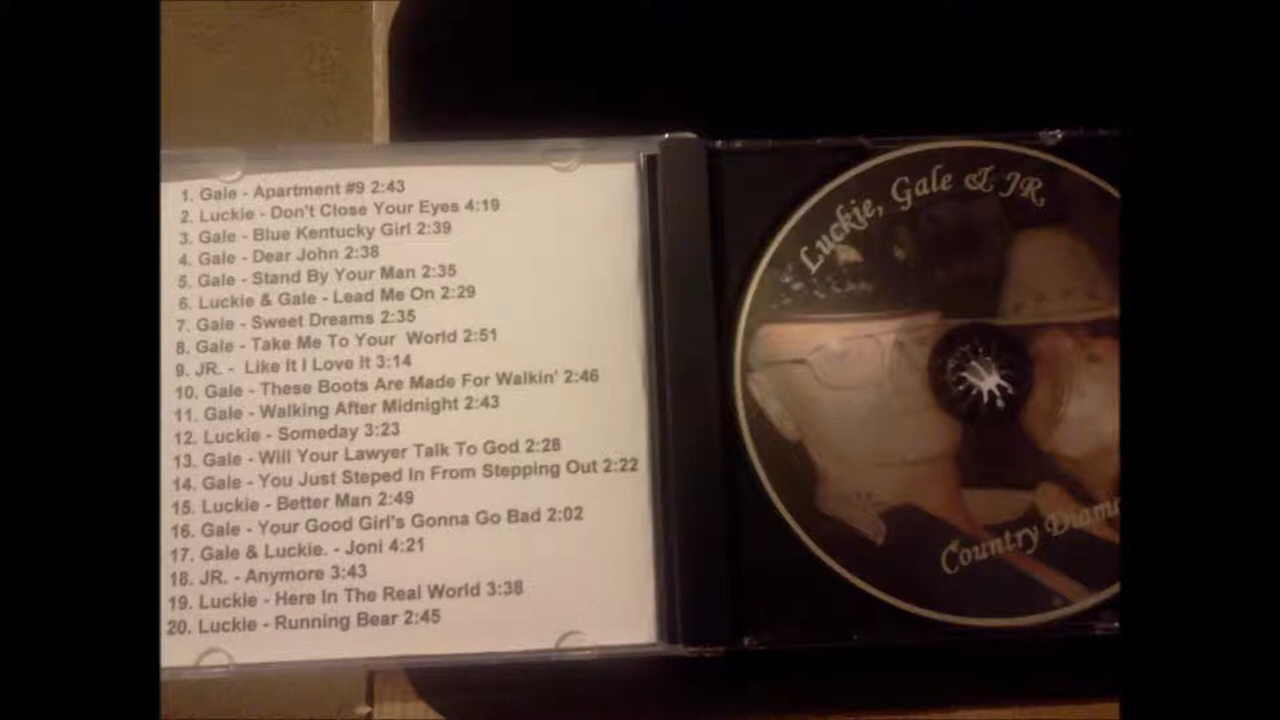 1. Gale - Apartment #9 2:43
2. Luckie - Don't Close Your Eyes 4:19
3. Gale - Blue Kentucky Girl 2:39
4. Gale - Dear John 2:38
5. Gale - Stand By Your Man 2:35
6. Luckie & Gale - Lead Me On 2:29
7. Gale - Sweet Dreams 2:35
8. Gale - Take Me To Your World 2:51
9. JR. - Like It I Love It 3:14
10. Gale - These Boots Are Made For Walkin' 2:46
11. Gale - Walking After Midnight 2:43
12. Luckie - Someday 3:23
13. Gale - Will Your Lawyer Talk To God 2:28
14. Gale - You Just Steped In From Stepping Out 2:22
15. Luckie - Better Man 2:49
16. Gale - Your Good Girl's Gonna Go Bad 2:02
17. Gale & Luckie. - Joni 4:21
18. JR. - Anymore 3:43
19. Luckie - Here In The Real World 3:38
20. Luckie - Running Bear 2:45
Luckie, Gale & JR
Country